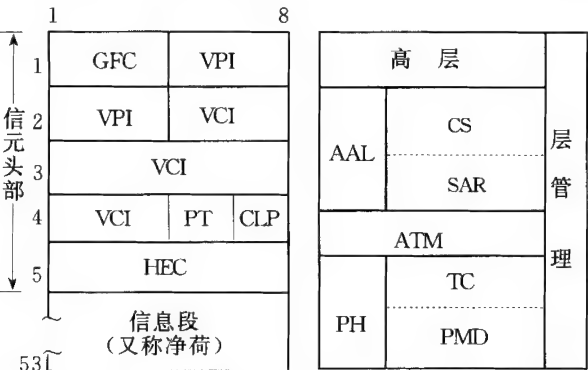 1 8
1 GFC VPI
信元头部
2 VPI VCI
3 VCI
4 VCI PT CLP
5 HEC
信息段
(又称净荷)
53
高 层
AAL CS
SAR
ATM
PH TC
PMD
层管理